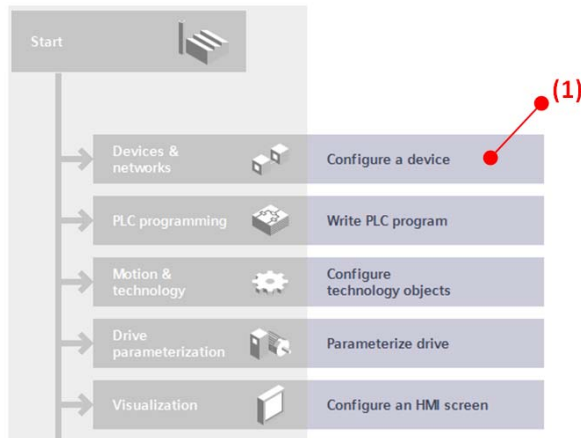 Start
(1)
Devices &
networks
Configure a device
PLC programming
Write PLC program
Motion &
technology
Configure
technology objects
Drive
parameterization
Parameterize drive
Visualization
Configure an HMI screen